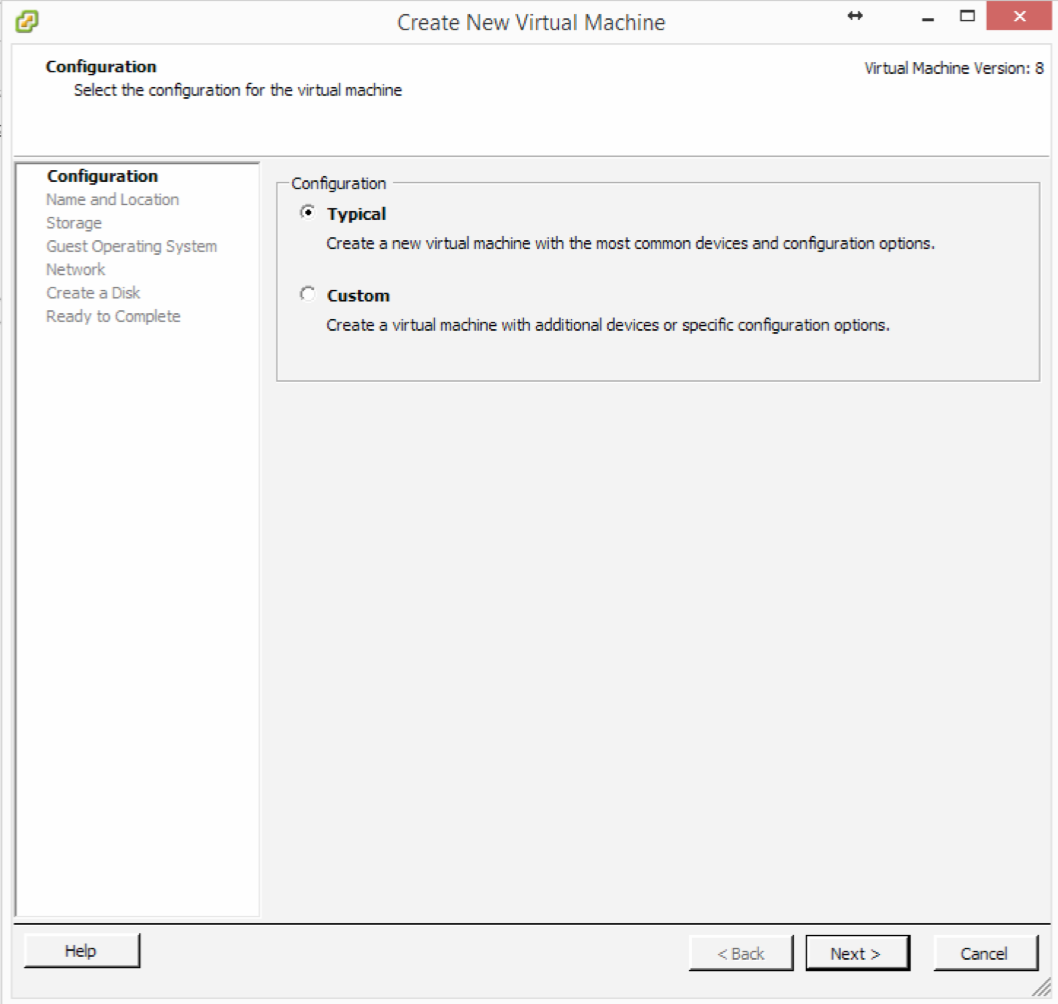 Create New Virtual Machine
Configuration
Virtual Machine Version: 8
Select the configuration for the virtual machine
Configuration
Name and Location
Storage
Guest Operating System
Network
Create a Disk
Ready to Complete
Configuration
Typical
Create a new virtual machine with the most common devices and configuration options.
Custom
Create a virtual machine with additional devices or specific configuration options.
Help
< Back
Next >
Cancel